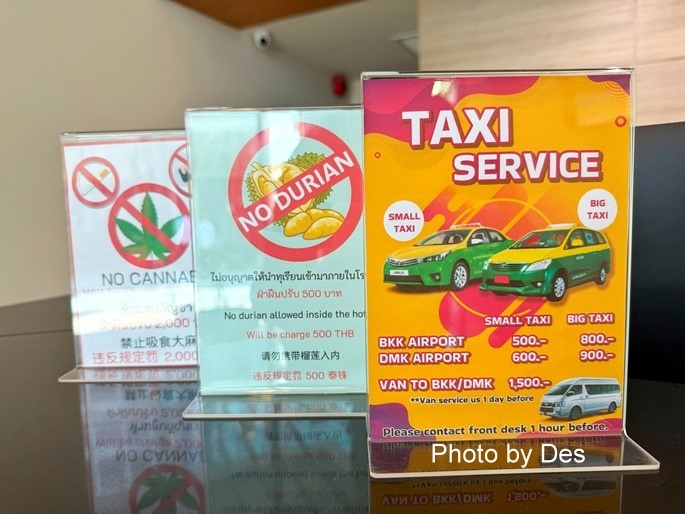 NO CANNAB
2,000
禁止吸食大麻
违反规定罚 2,000
NO DURIAN
ไม่อนุญาตให้นำทุเรียนเข้ามาภายในโร
ฝ่าฝืนปรับ 500 บาท
No durian allowed inside the hot
Will be charge 500 THB
请勿携带榴莲入内
违反规定罚 500 泰铢
TAXI
SERVICE
SMALL
TAXI
BIG
TAXI
SMALL TAXI BIG TAXI
BKK AIRPORT 500.- 800.-
DMK AIRPORT 600.- 900.-
VAN TO BKK/DMK 1,500.-
**Van service us 1 day before
Please contact front desk 1 hour before.
Photo by Des